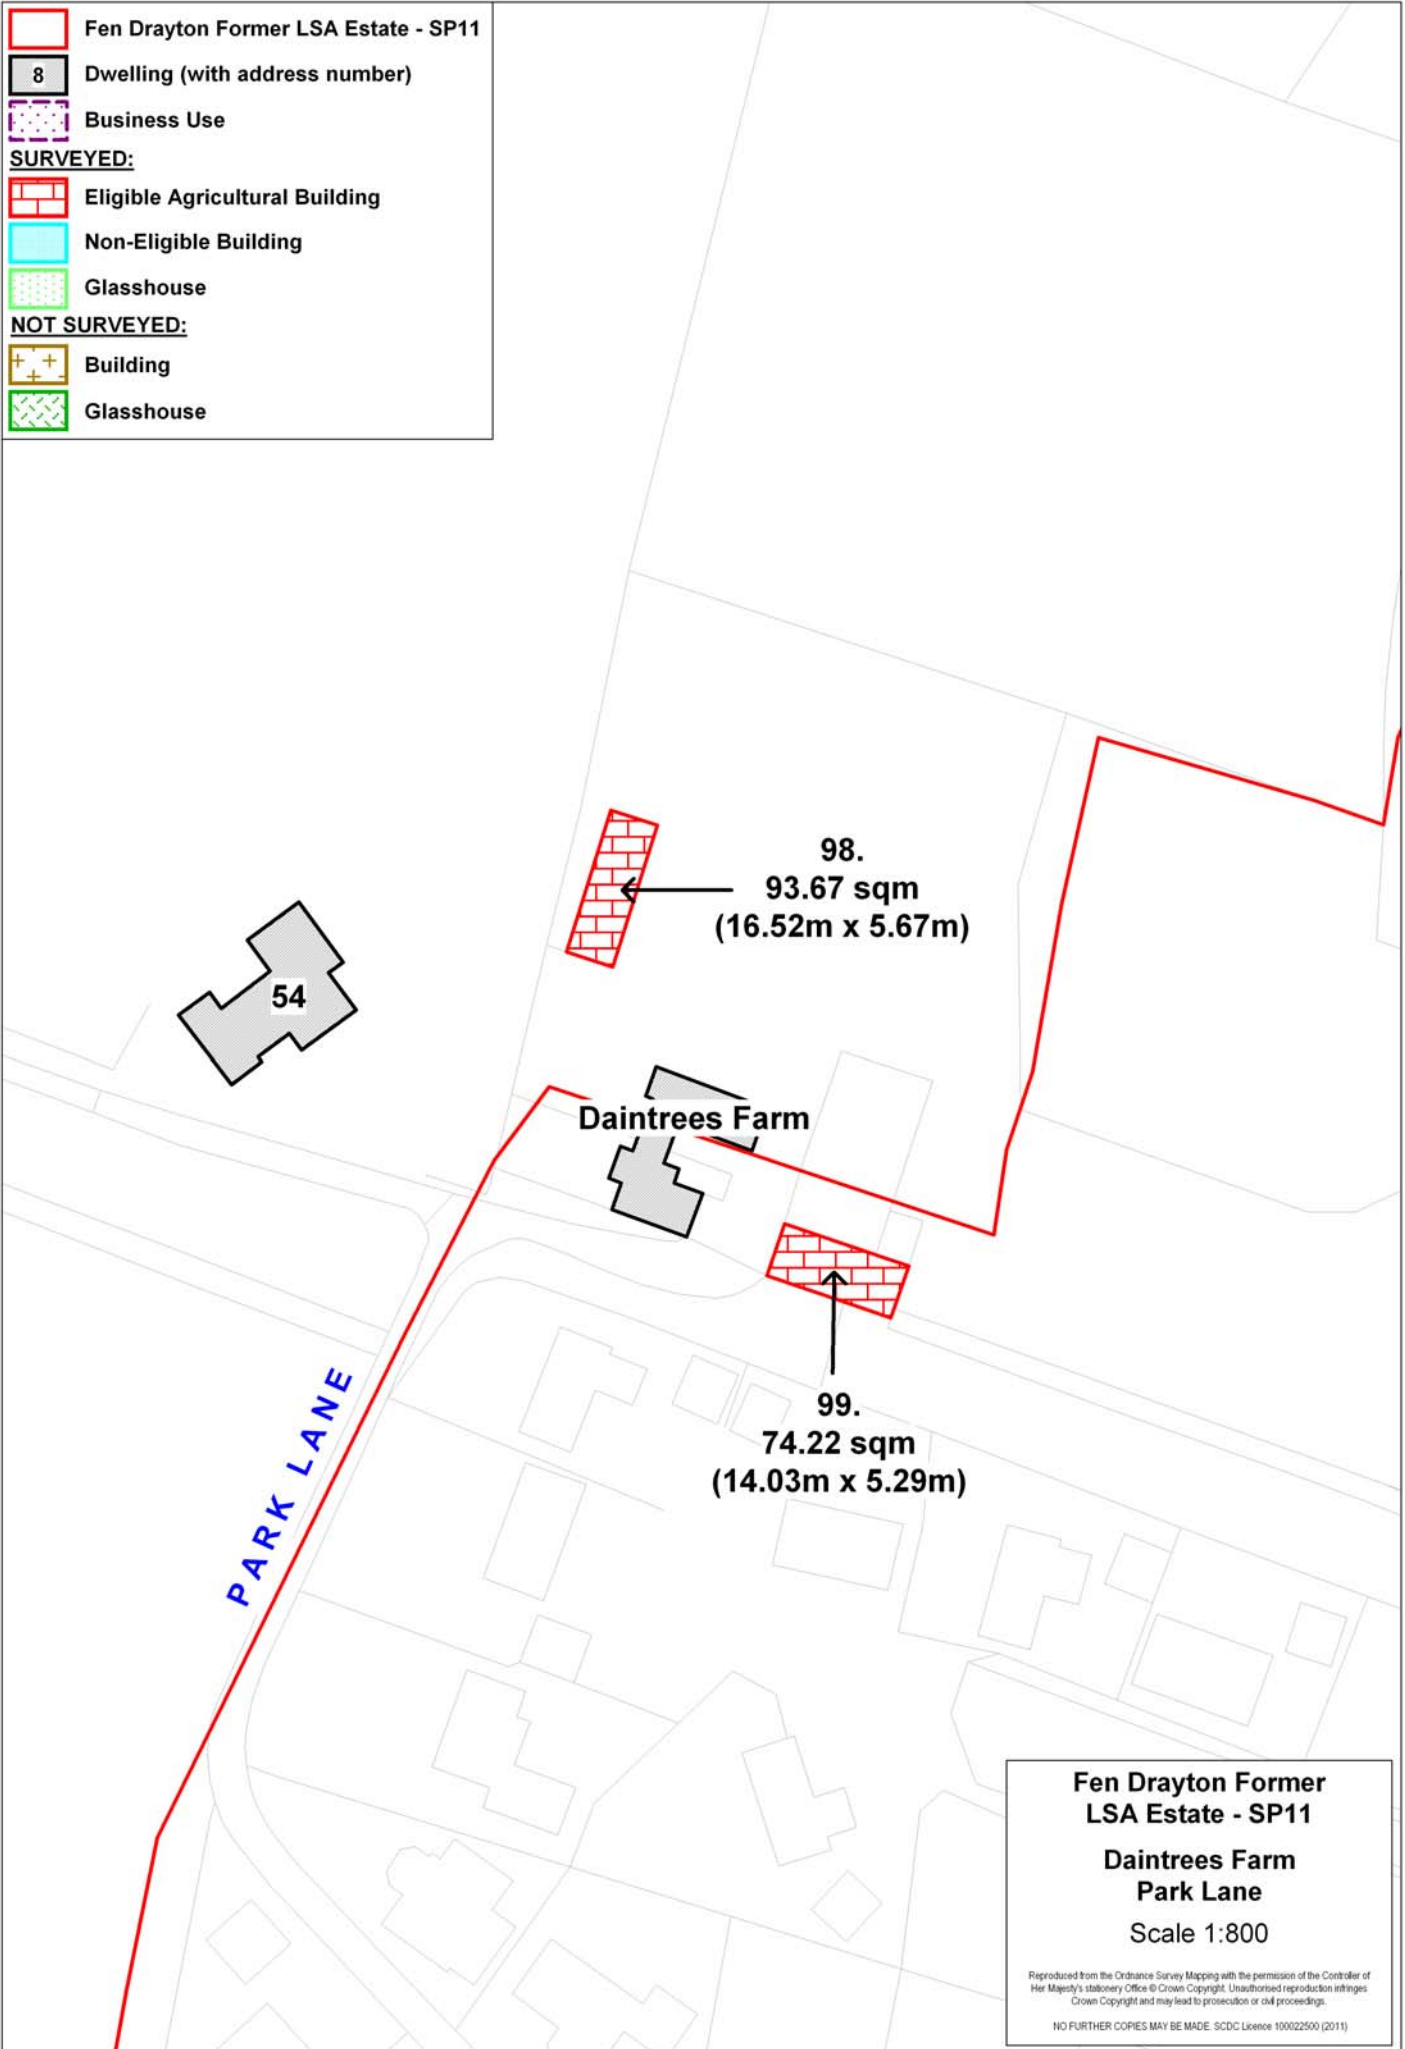 Fen Drayton Former LSA Estate - SP11
8 Dwelling (with address number)
Business Use
SURVEYED:
Eligible Agricultural Building
Non-Eligible Building
Glasshouse
NOT SURVEYED:
Building
Glasshouse
98.
93.67 sqm
(16.52m x 5.67m)
54
Daintrees Farm
99.
74.22 sqm
(14.03m x 5.29m)
PARK LANE
Fen Drayton Former
LSA Estate - SP11
Daintrees Farm
Park Lane
Scale 1:800
Reproduced from the Ordnance Survey Mapping with the permission of the Controller of
Her Majesty's stationery Office © Crown Copyright. Unauthorised reproduction infringes
Crown Copyright and may lead to prosecution or civil proceedings.
NO FURTHER COPIES MAY BE MADE. SCDC Licence 100022500 (2011)